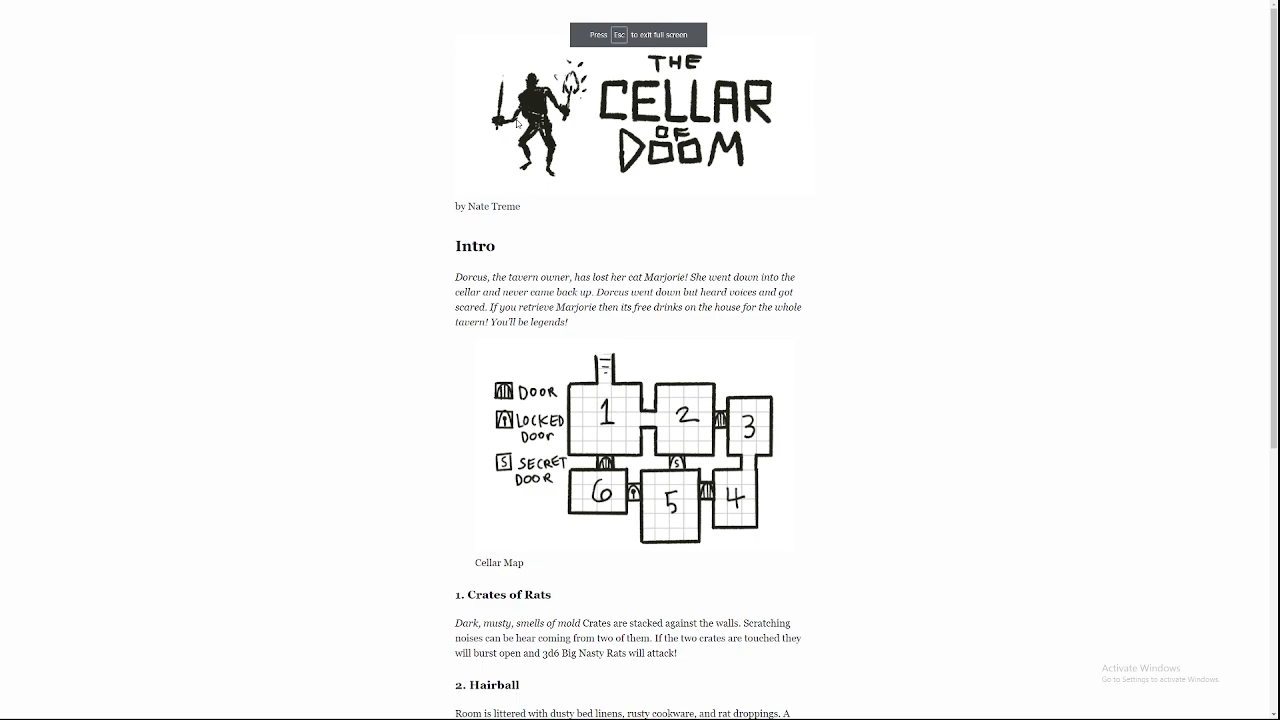 Press Esc to exit full screen
THE
CELLAR
OF
DOOM
by Nate Treme
Intro
Dorcus, the tavern owner, has lost her cat Marjorie! She went down into the
cellar and never came back up. Dorcus went down but heard voices and got
scared. If you retrieve Marjorie then its free drinks on the house for the whole
tavern! You'll be legends!
DOOR
LOCKED
DOOR
S SECRET
DOOR
1
2
3
S
6
5
4
Cellar Map
1. Crates of Rats
Dark, musty, smells of mold Crates are stacked against the walls. Scratching
noises can be hear coming from two of them. If the two crates are touched they
will burst open and 3d6 Big Nasty Rats will attack!
2. Hairball
Room is littered with dusty bed linens, rusty cookware, and rat droppings. A
Activate Windows
Go to Settings to activate Windows.